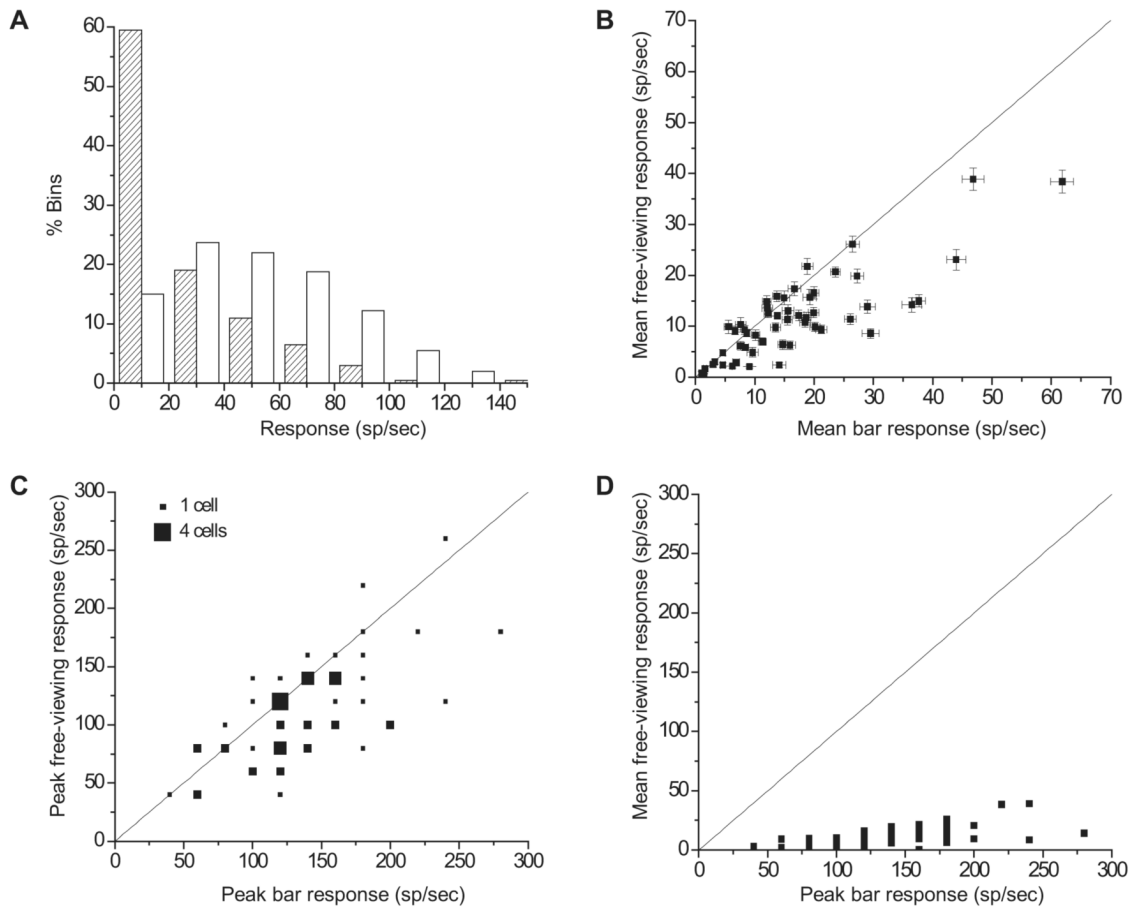 A
% Bins
60
50
40
30
20
10
0
0 20 40 60 80 100 120 140
Response (sp/sec)
B
Mean free-viewing response (sp/sec)
70
60
50
40
30
20
10
0
0 10 20 30 40 50 60 70
Mean bar response (sp/sec)
C
Peak free-viewing response (sp/sec)
300
250
200
150
100
50
0
1 cell
4 cells
0 50 100 150 200 250 300
Peak bar response (sp/sec)
D
Mean free-viewing response (sp/sec)
300
250
200
150
100
50
0
0 50 100 150 200 250 300
Peak bar response (sp/sec)